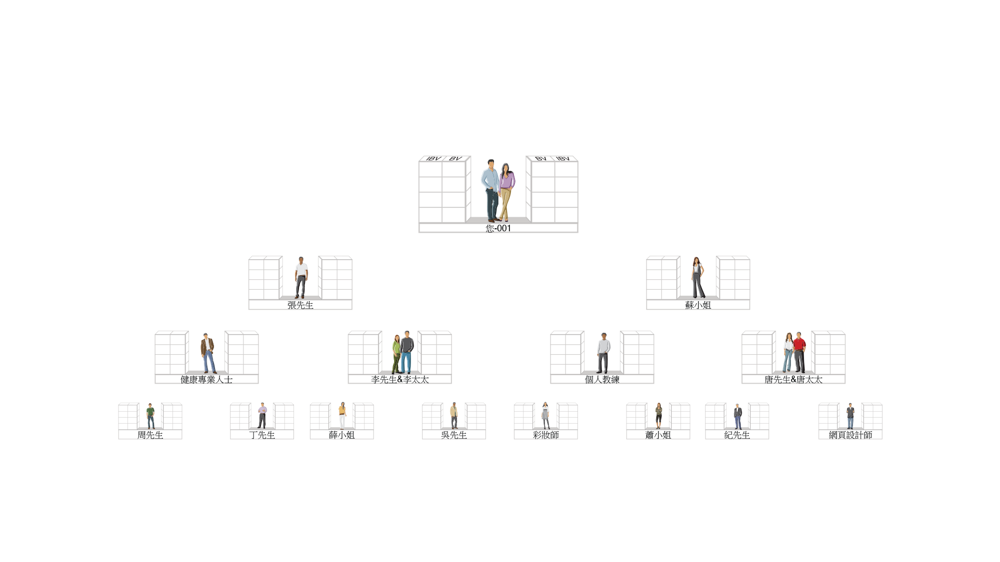 IBV BV BV IBV
您-001
張先生 蘇小姐
健康專業人士 李先生&李太太 個人教練 唐先生&唐太太
周先生 丁先生 薛小姐 吳先生 彩妝師 蕭小姐 紀先生 網頁設計師